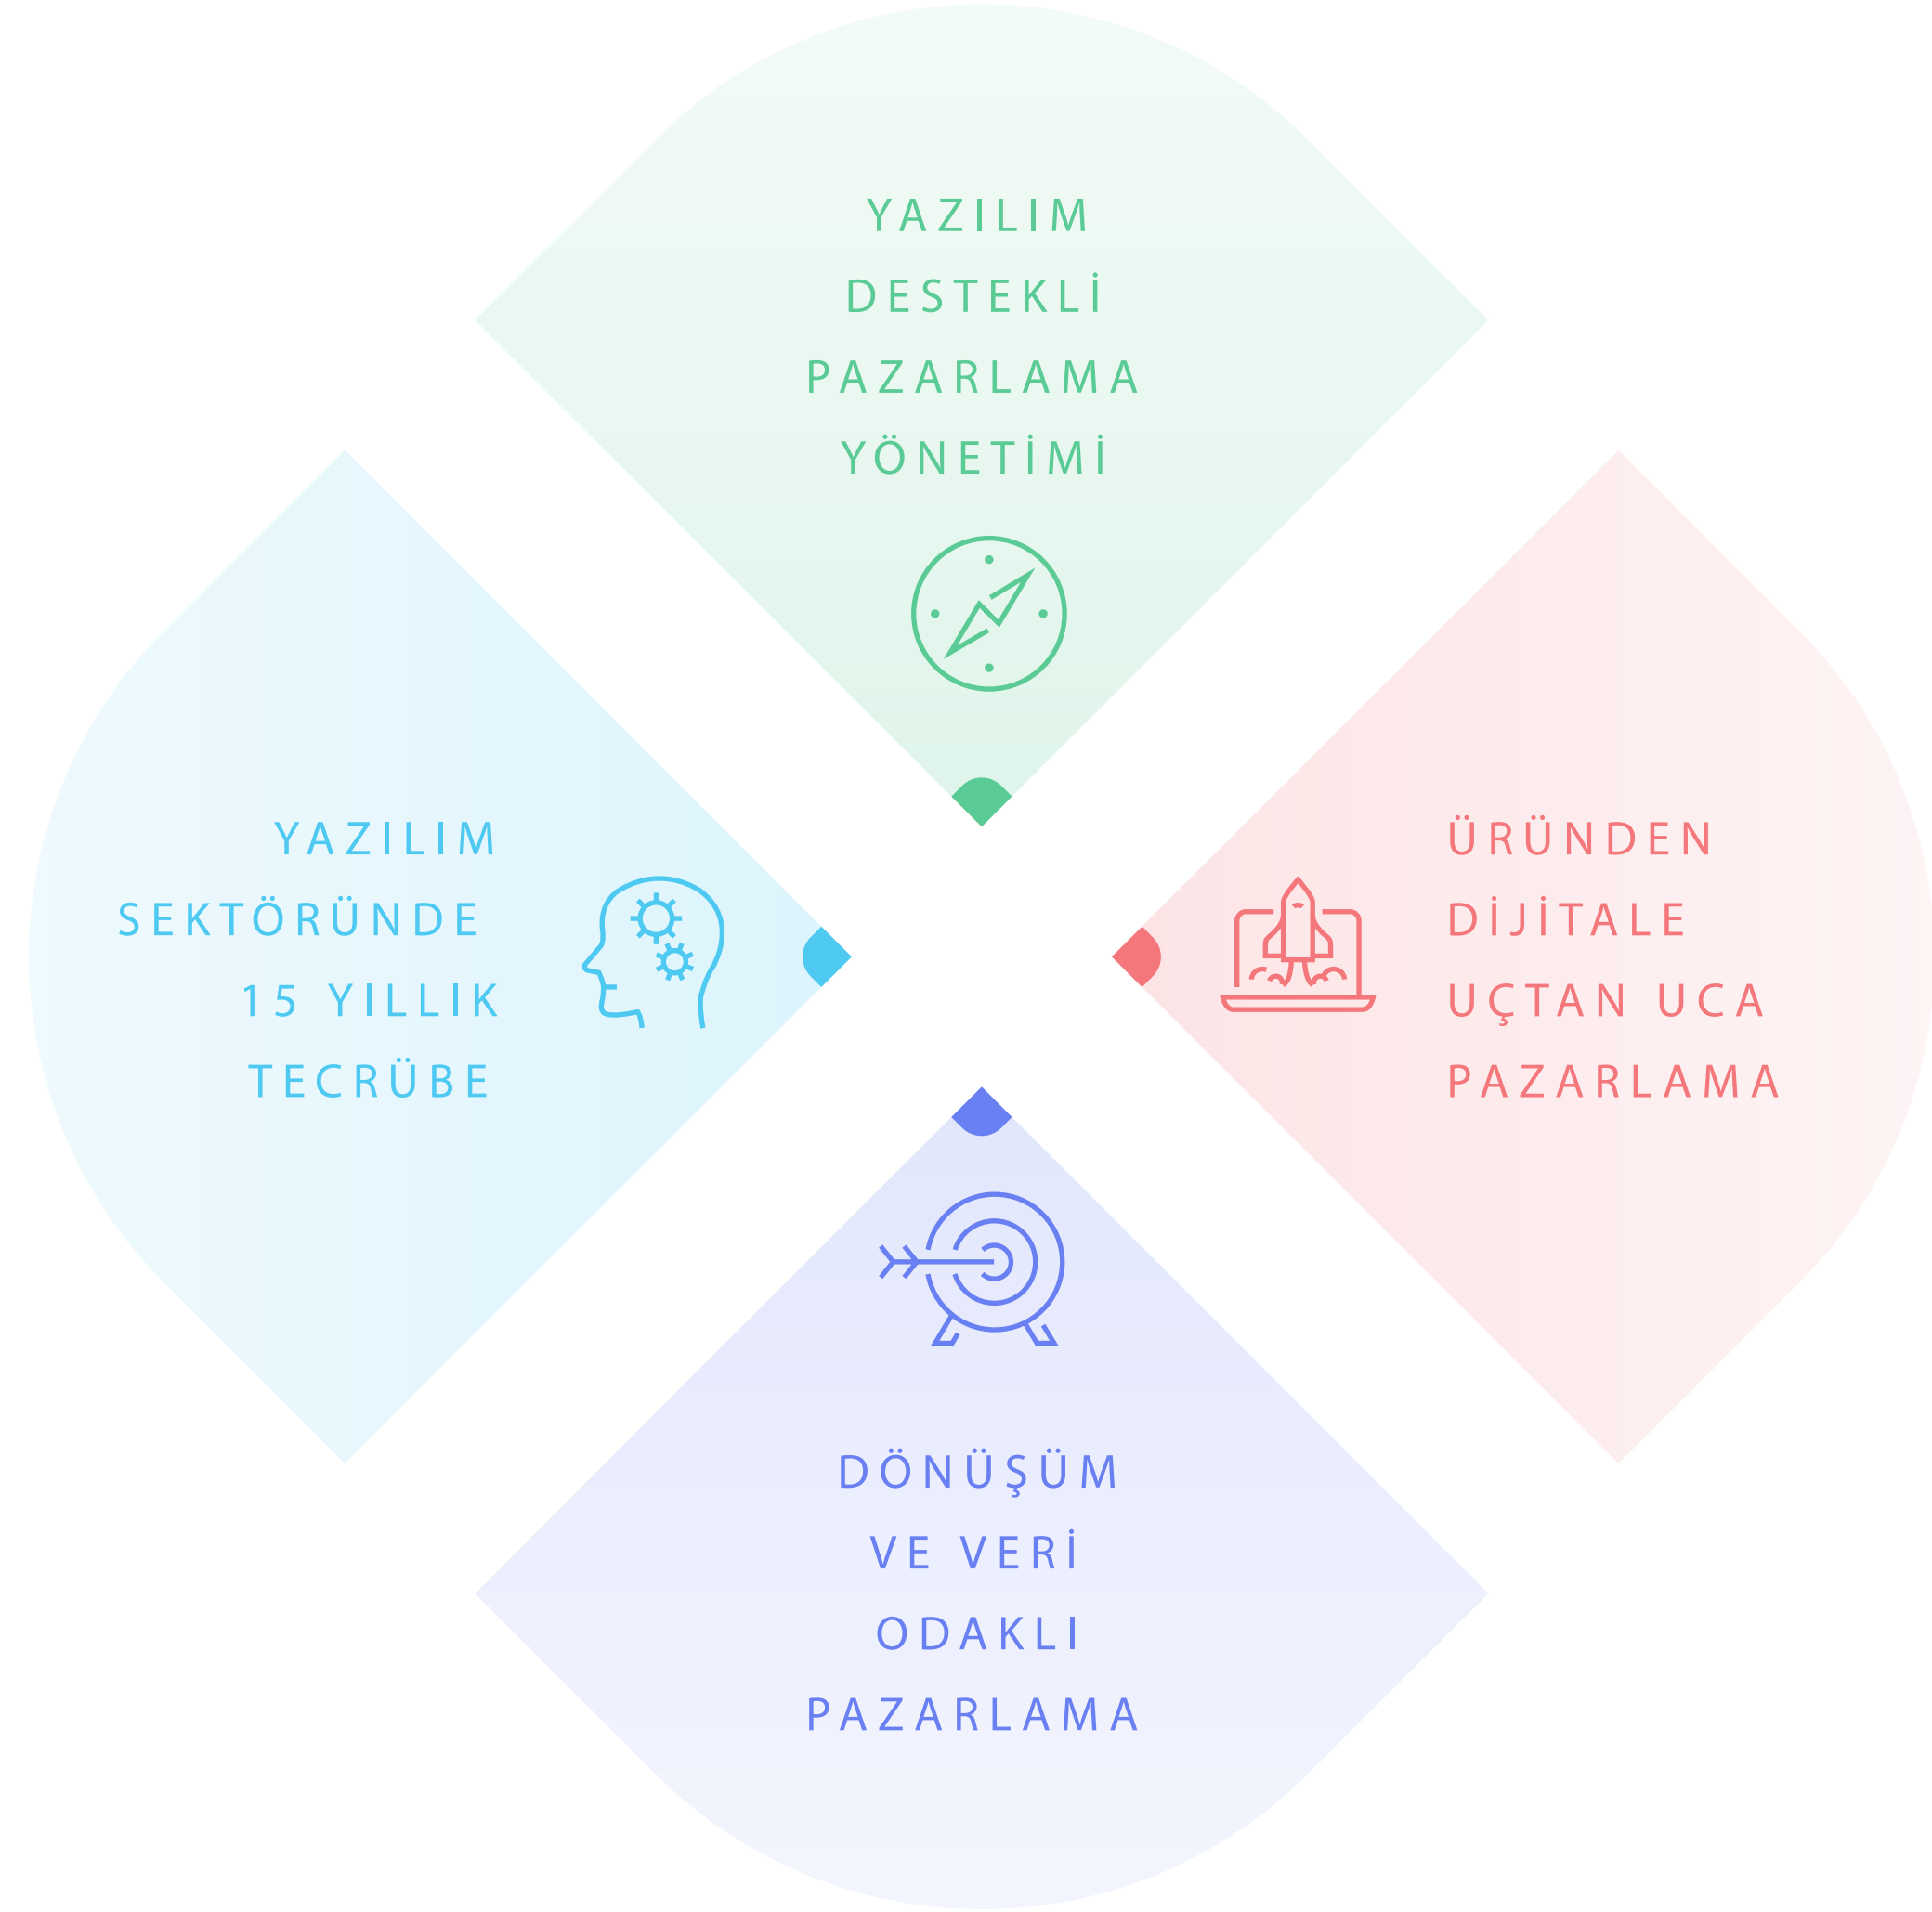 YAZILIM
DESTEKLİ
PAZARLAMA
YÖNETİMİ
YAZILIM
SEKTÖRÜNDE
15 YILLIK
TECRÜBE
ÜRÜNDEN
DİJİTALE
UÇTAN UCA
PAZARLAMA
DÖNÜŞÜM
VE VERİ
ODAKLI
PAZARLAMA